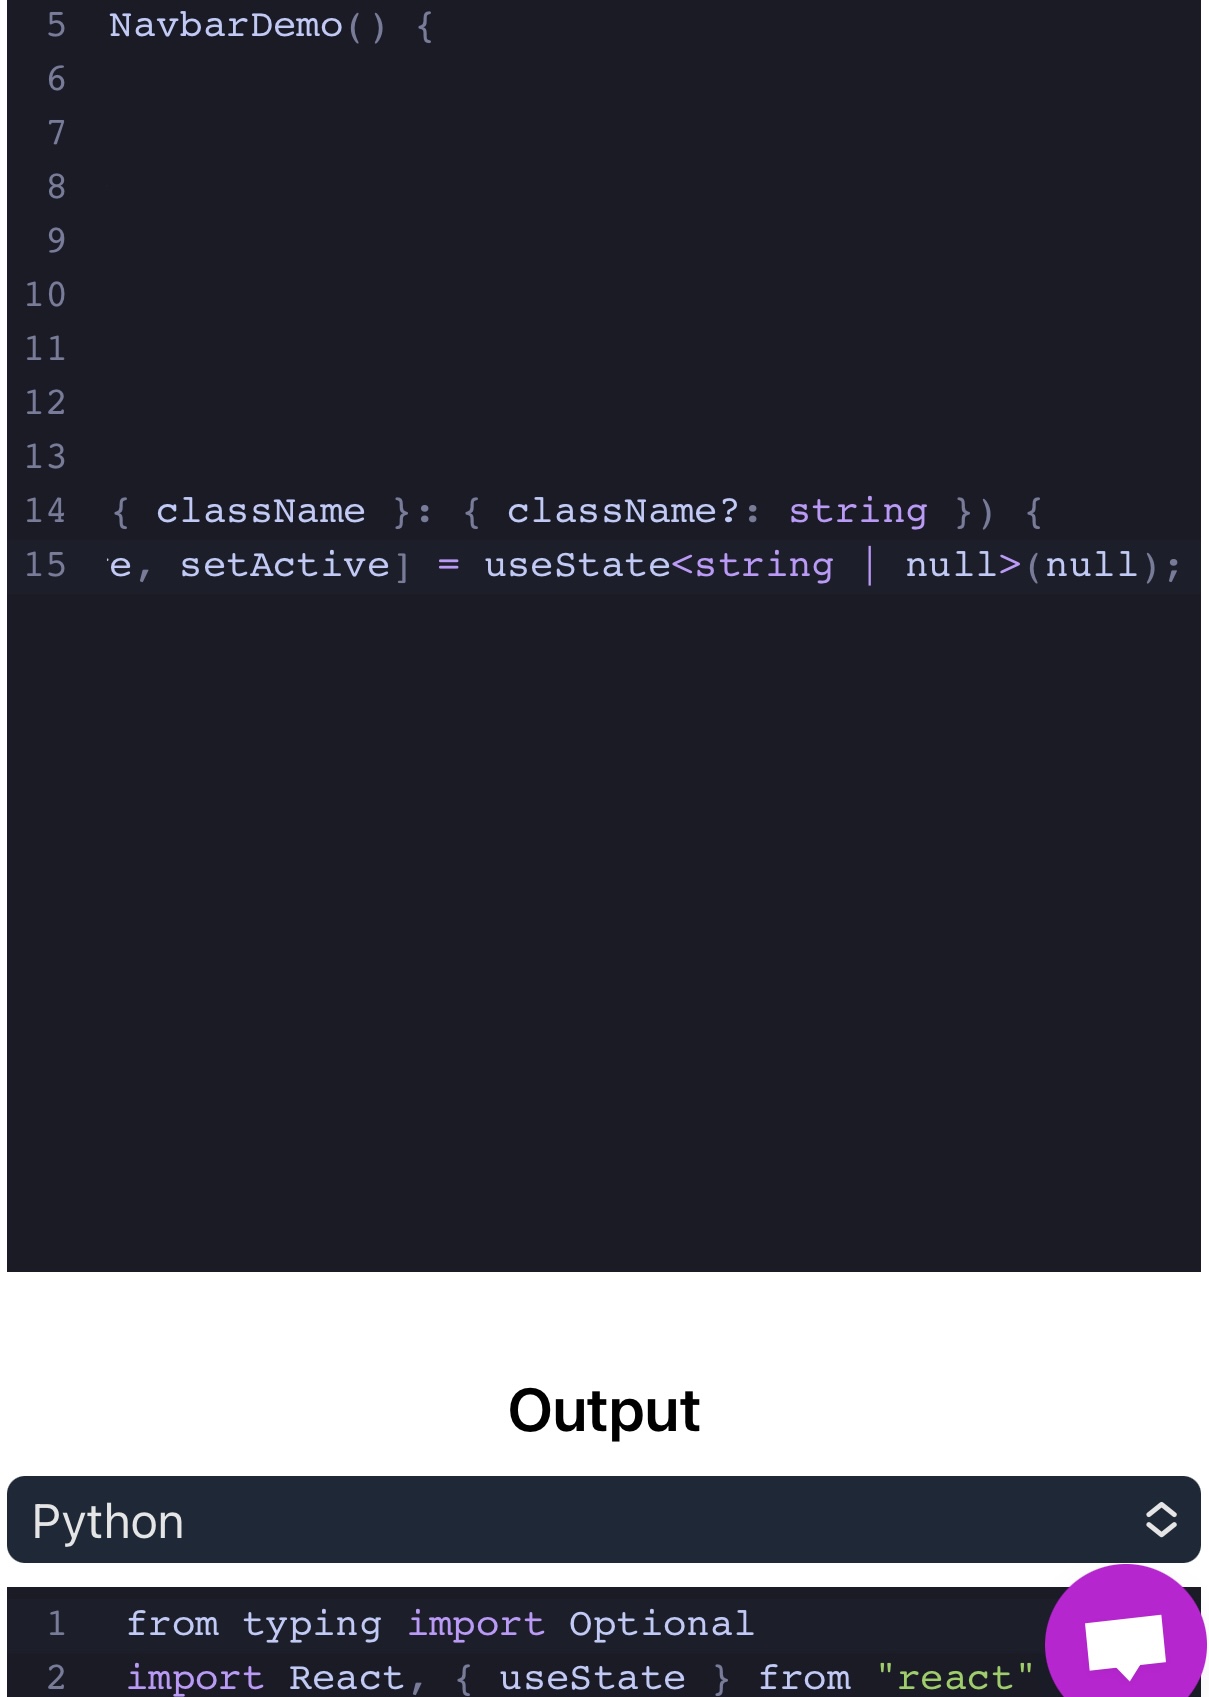 5 NavbarDemo() {
6
7
8
9
10
11
12
13
14 { className }: { className?: string }) {
15 e, setActive] = useState<string | null>(null);
Output
Python
1 from typing import Optional
2 import React, { useState } from "react"